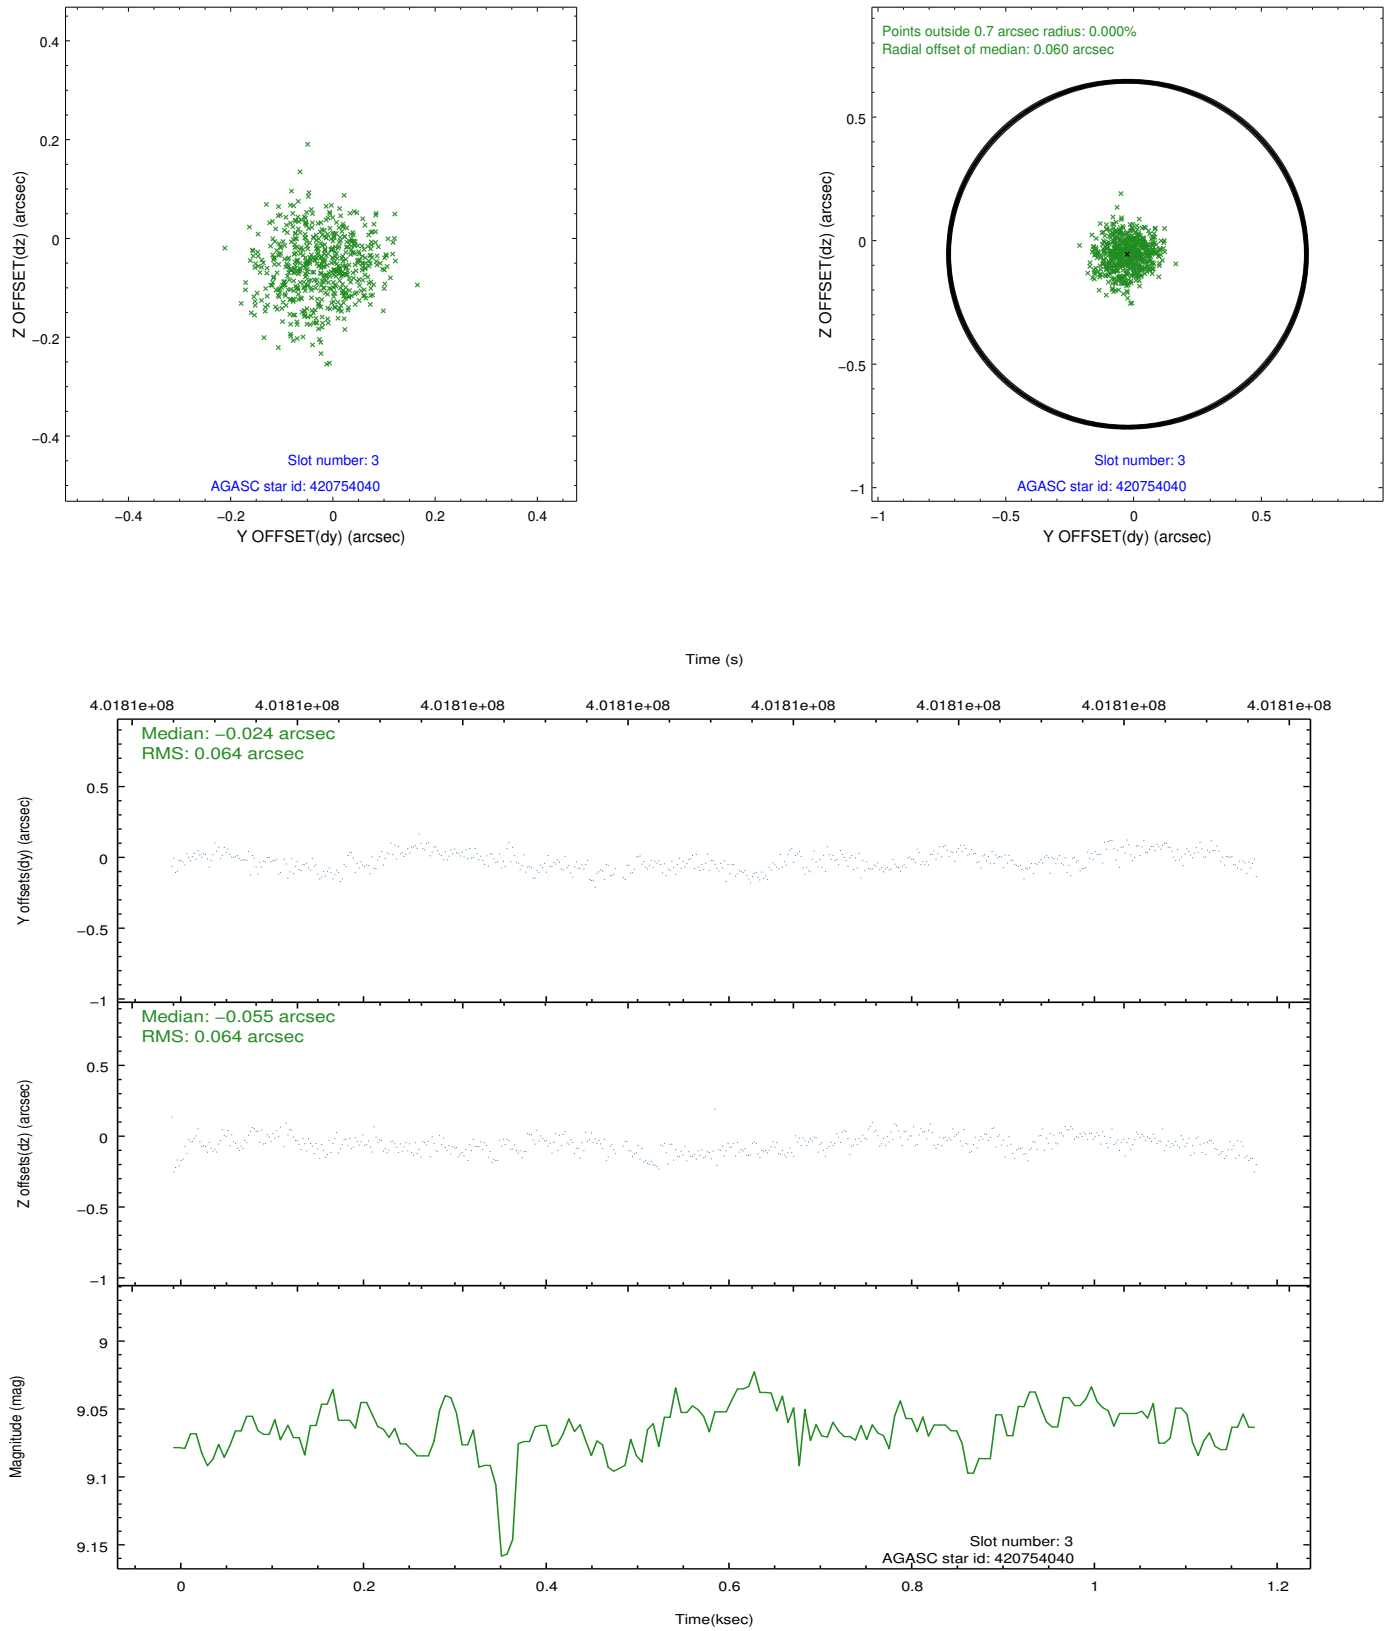 0.4
0.2
0
−0.2
−0.4
Z OFFSET(dz) (arcsec)
Slot number: 3
AGASC star id: 420754040
−0.4 −0.2 0 0.2 0.4
Y OFFSET(dy) (arcsec)
Points outside 0.7 arcsec radius: 0.000%
Radial offset of median: 0.060 arcsec
0.5
0
−0.5
−1
Z OFFSET(dz) (arcsec)
Slot number: 3
AGASC star id: 420754040
−1 −0.5 0 0.5
Y OFFSET(dy) (arcsec)
Time (s)
4.0181e+08 4.0181e+08 4.0181e+08 4.0181e+08 4.0181e+08 4.0181e+08 4.0181e+08 4.0181e+08
Median: −0.024 arcsec
RMS: 0.064 arcsec
0.5
0
−0.5
−1
Y offsets(dy) (arcsec)
Median: −0.055 arcsec
RMS: 0.064 arcsec
0.5
0
−0.5
−1
Z offsets(dz) (arcsec)
9
9.05
9.1
9.15
Magnitude (mag)
Slot number: 3
AGASC star id: 420754040
0 0.2 0.4 0.6 0.8 1 1.2
Time(ksec)